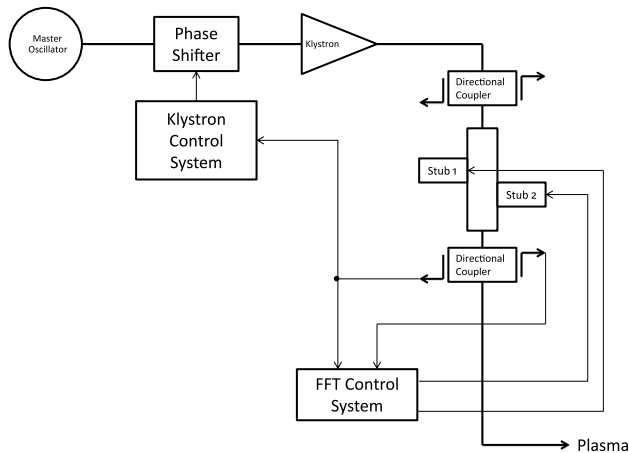 Master
Oscillator
Phase
Shifter
Klystron
Directional
Coupler
Klystron
Control
System
Stub 1
Stub 2
Directional
Coupler
FFT Control
System
Plasma